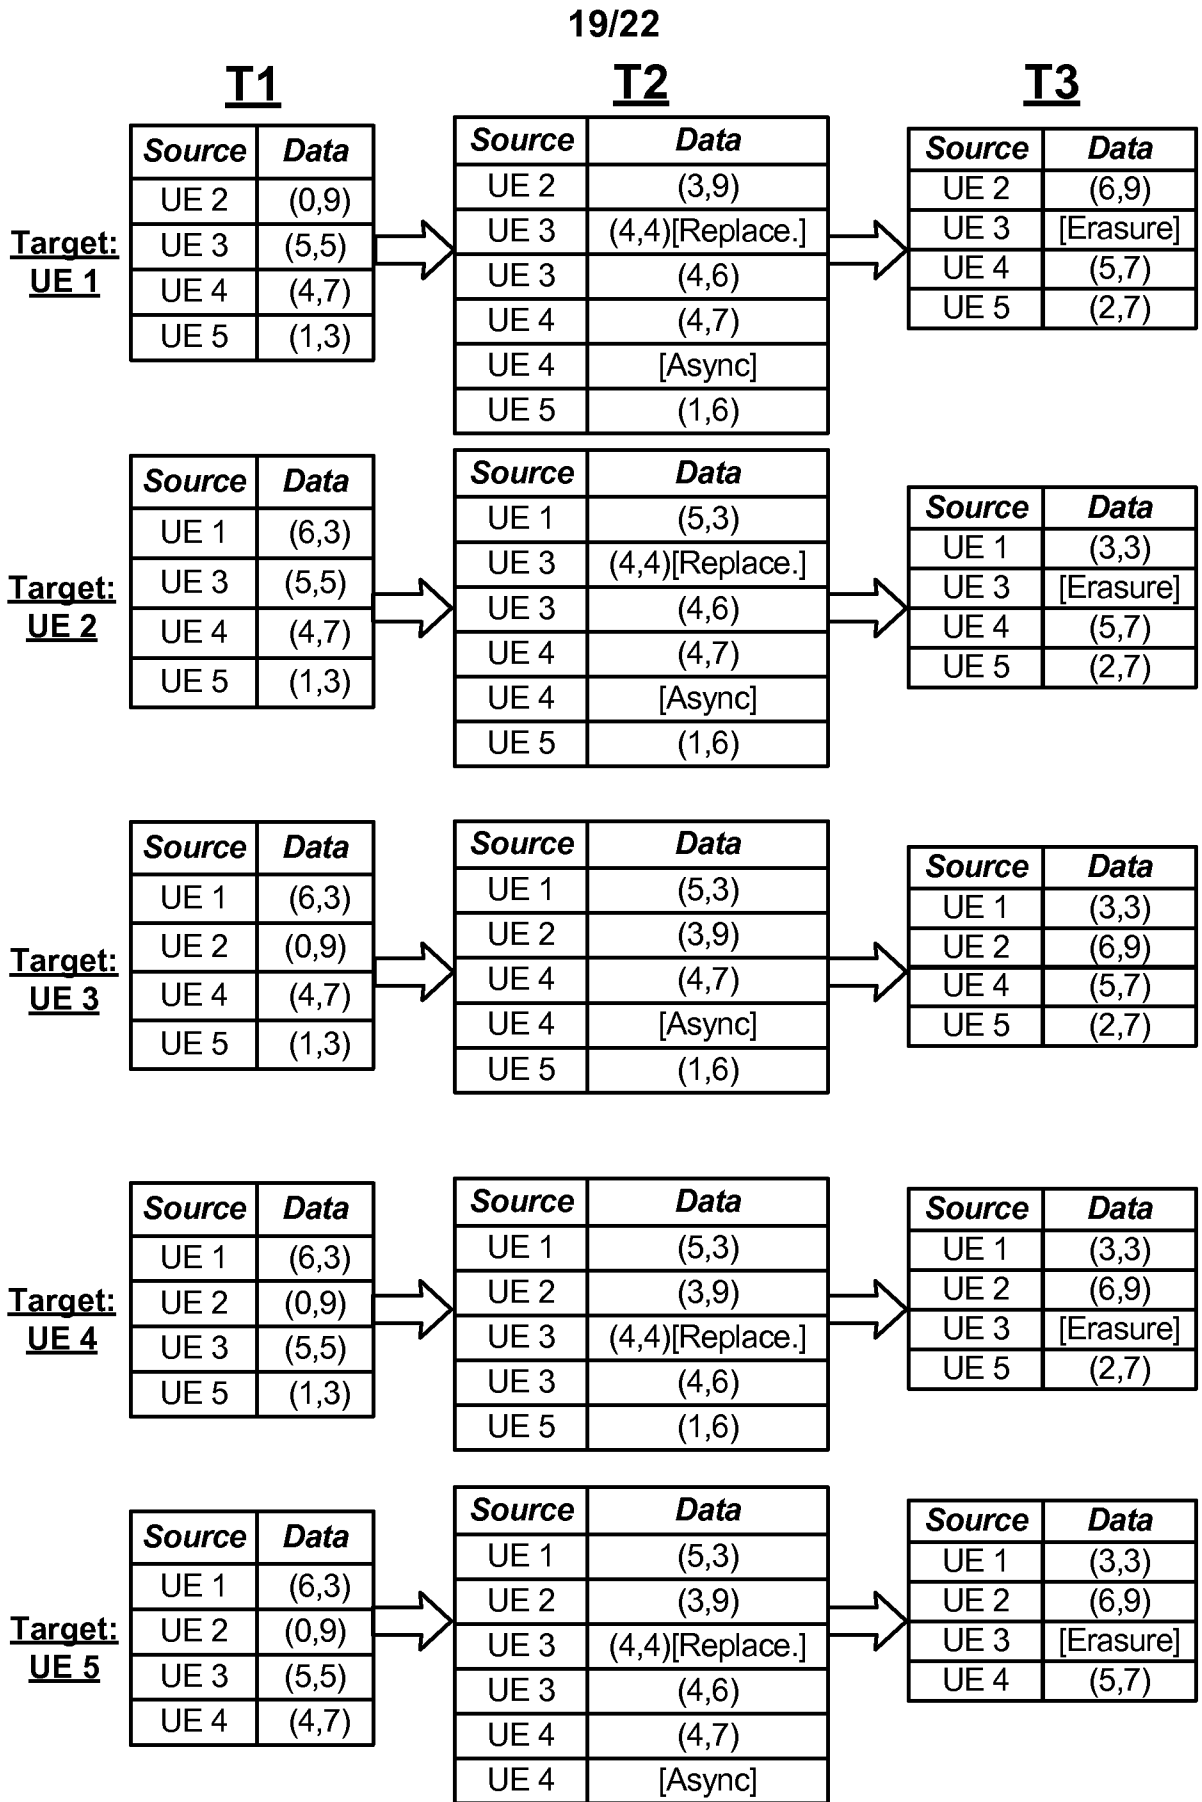 19/22
T1 T2 T3
Target:
UE 1
Source Data
UE 2 (0,9)
UE 3 (5,5)
UE 4 (4,7)
UE 5 (1,3)
Source Data
UE 2 (3,9)
UE 3 (4,4)[Replace.]
UE 3 (4,6)
UE 4 (4,7)
UE 4 [Async]
UE 5 (1,6)
Source Data
UE 2 (6,9)
UE 3 [Erasure]
UE 4 (5,7)
UE 5 (2,7)
Target:
UE 2
Source Data
UE 1 (6,3)
UE 3 (5,5)
UE 4 (4,7)
UE 5 (1,3)
Source Data
UE 1 (5,3)
UE 3 (4,4)[Replace.]
UE 3 (4,6)
UE 4 (4,7)
UE 4 [Async]
UE 5 (1,6)
Source Data
UE 1 (3,3)
UE 3 [Erasure]
UE 4 (5,7)
UE 5 (2,7)
Target:
UE 3
Source Data
UE 1 (6,3)
UE 2 (0,9)
UE 4 (4,7)
UE 5 (1,3)
Source Data
UE 1 (5,3)
UE 2 (3,9)
UE 4 (4,7)
UE 4 [Async]
UE 5 (1,6)
Source Data
UE 1 (3,3)
UE 2 (6,9)
UE 4 (5,7)
UE 5 (2,7)
Target:
UE 4
Source Data
UE 1 (6,3)
UE 2 (0,9)
UE 3 (5,5)
UE 5 (1,3)
Source Data
UE 1 (5,3)
UE 2 (3,9)
UE 3 (4,4)[Replace.]
UE 3 (4,6)
UE 5 (1,6)
Source Data
UE 1 (3,3)
UE 2 (6,9)
UE 3 [Erasure]
UE 5 (2,7)
Target:
UE 5
Source Data
UE 1 (6,3)
UE 2 (0,9)
UE 3 (5,5)
UE 4 (4,7)
Source Data
UE 1 (5,3)
UE 2 (3,9)
UE 3 (4,4)[Replace.]
UE 3 (4,6)
UE 4 (4,7)
UE 4 [Async]
Source Data
UE 1 (3,3)
UE 2 (6,9)
UE 3 [Erasure]
UE 4 (5,7)